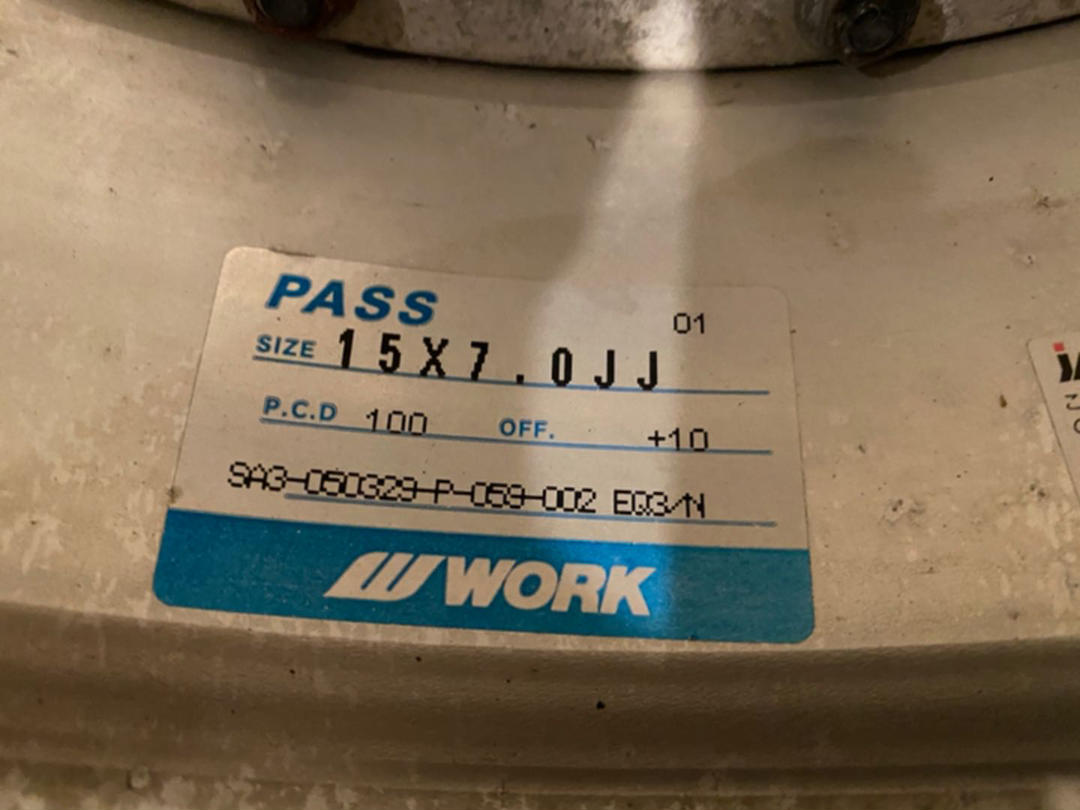 PASS
01
SIZE 15X7.0JJ
P.C.D 100 OFF. +10
SA3-050329-P-059-002 EQ3/N
WORK